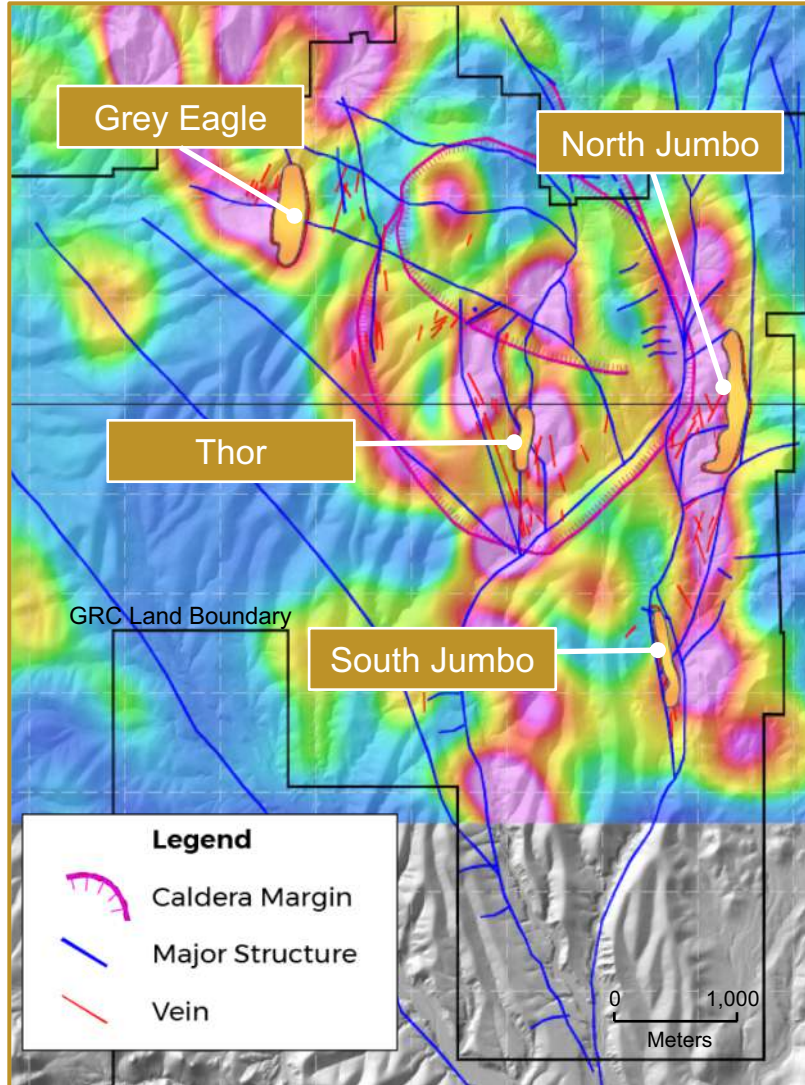 Grey Eagle
North Jumbo
Thor
GRC Land Boundary
South Jumbo
Legend
Caldera Margin
Major Structure
Vein
0 1,000
Meters